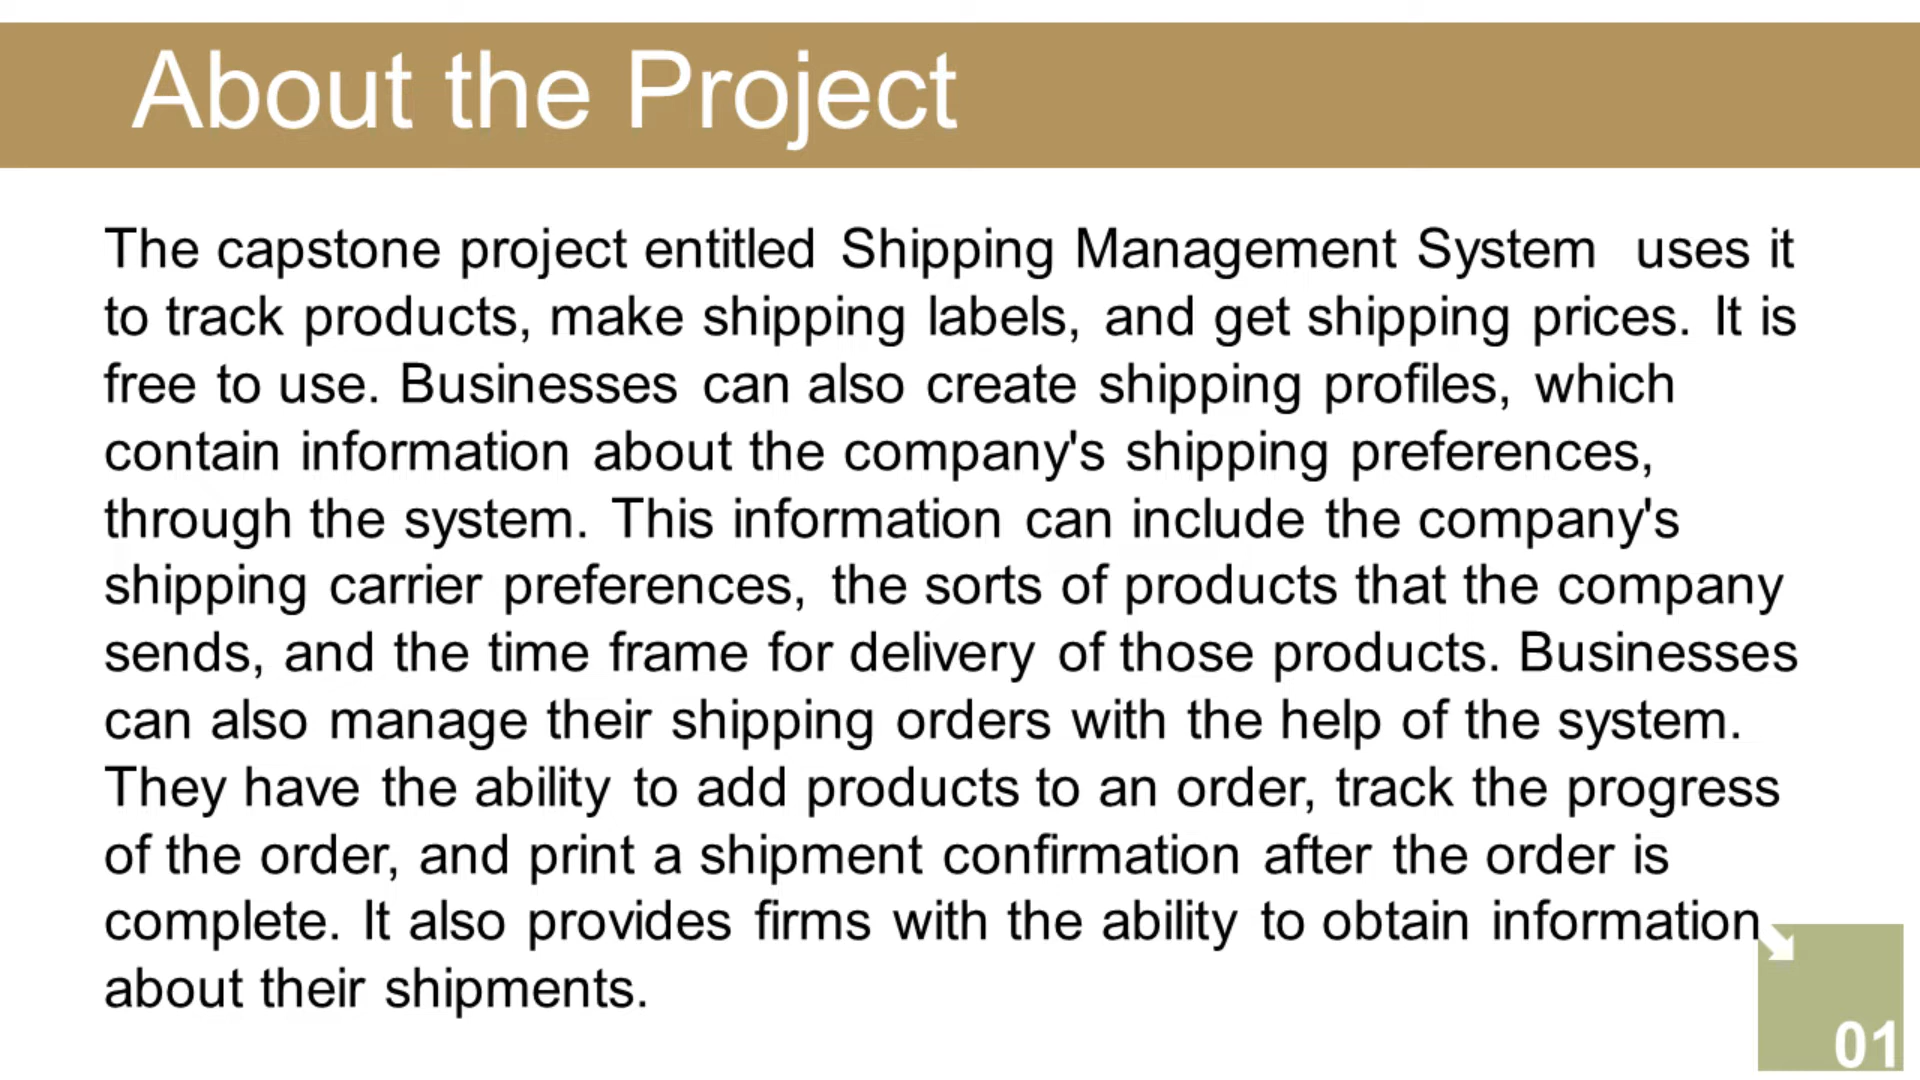 About the Project
The capstone project entitled Shipping Management System uses it
to track products, make shipping labels, and get shipping prices. It is
free to use. Businesses can also create shipping profiles, which
contain information about the company's shipping preferences,
through the system. This information can include the company's
shipping carrier preferences, the sorts of products that the company
sends, and the time frame for delivery of those products. Businesses
can also manage their shipping orders with the help of the system.
They have the ability to add products to an order, track the progress
of the order, and print a shipment confirmation after the order is
complete. It also provides firms with the ability to obtain information
about their shipments.
01